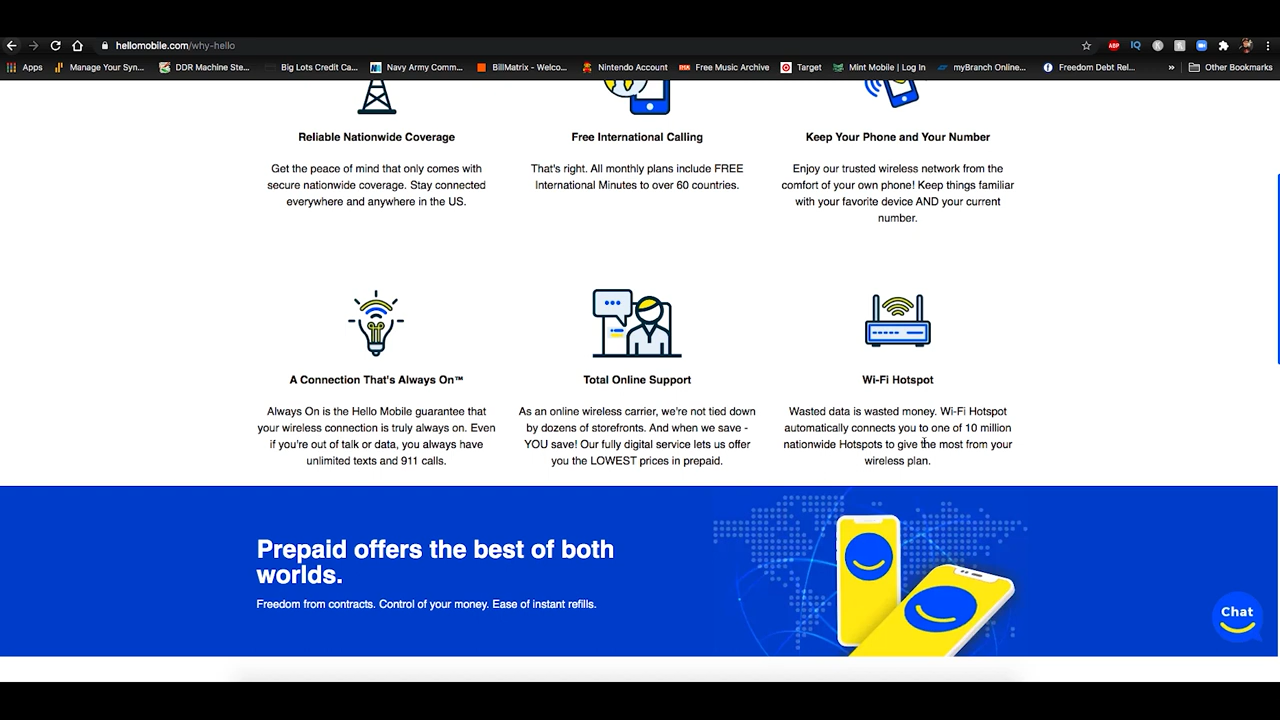 hellomobile.com/why-hello
ABP
IQ
Apps
Manage Your Syn...
DDR Machine Ste...
Big Lots Credit Ca...
Navy Army Comm...
BillMatrix - Welco...
Nintendo Account
Free Music Archive
Target
Mint Mobile | Log In
myBranch Online...
Freedom Debt Rel...
»
Other Bookmarks
Reliable Nationwide Coverage
Get the peace of mind that only comes with
secure nationwide coverage. Stay connected
everywhere and anywhere in the US.
Free International Calling
That's right. All monthly plans include FREE
International Minutes to over 60 countries.
Keep Your Phone and Your Number
Enjoy our trusted wireless network from the
comfort of your own phone! Keep things familiar
with your favorite device AND your current
number.
A Connection That's Always On™
Always On is the Hello Mobile guarantee that
your wireless connection is truly always on. Even
if you're out of talk or data, you always have
unlimited texts and 911 calls.
Total Online Support
As an online wireless carrier, we're not tied down
by dozens of storefronts. And when we save -
YOU save! Our fully digital service lets us offer
you the LOWEST prices in prepaid.
Wi-Fi Hotspot
Wasted data is wasted money. Wi-Fi Hotspot
automatically connects you to one of 10 million
nationwide Hotspots to give the most from your
wireless plan.
Prepaid offers the best of both
worlds.
Freedom from contracts. Control of your money. Ease of instant refills.
Chat